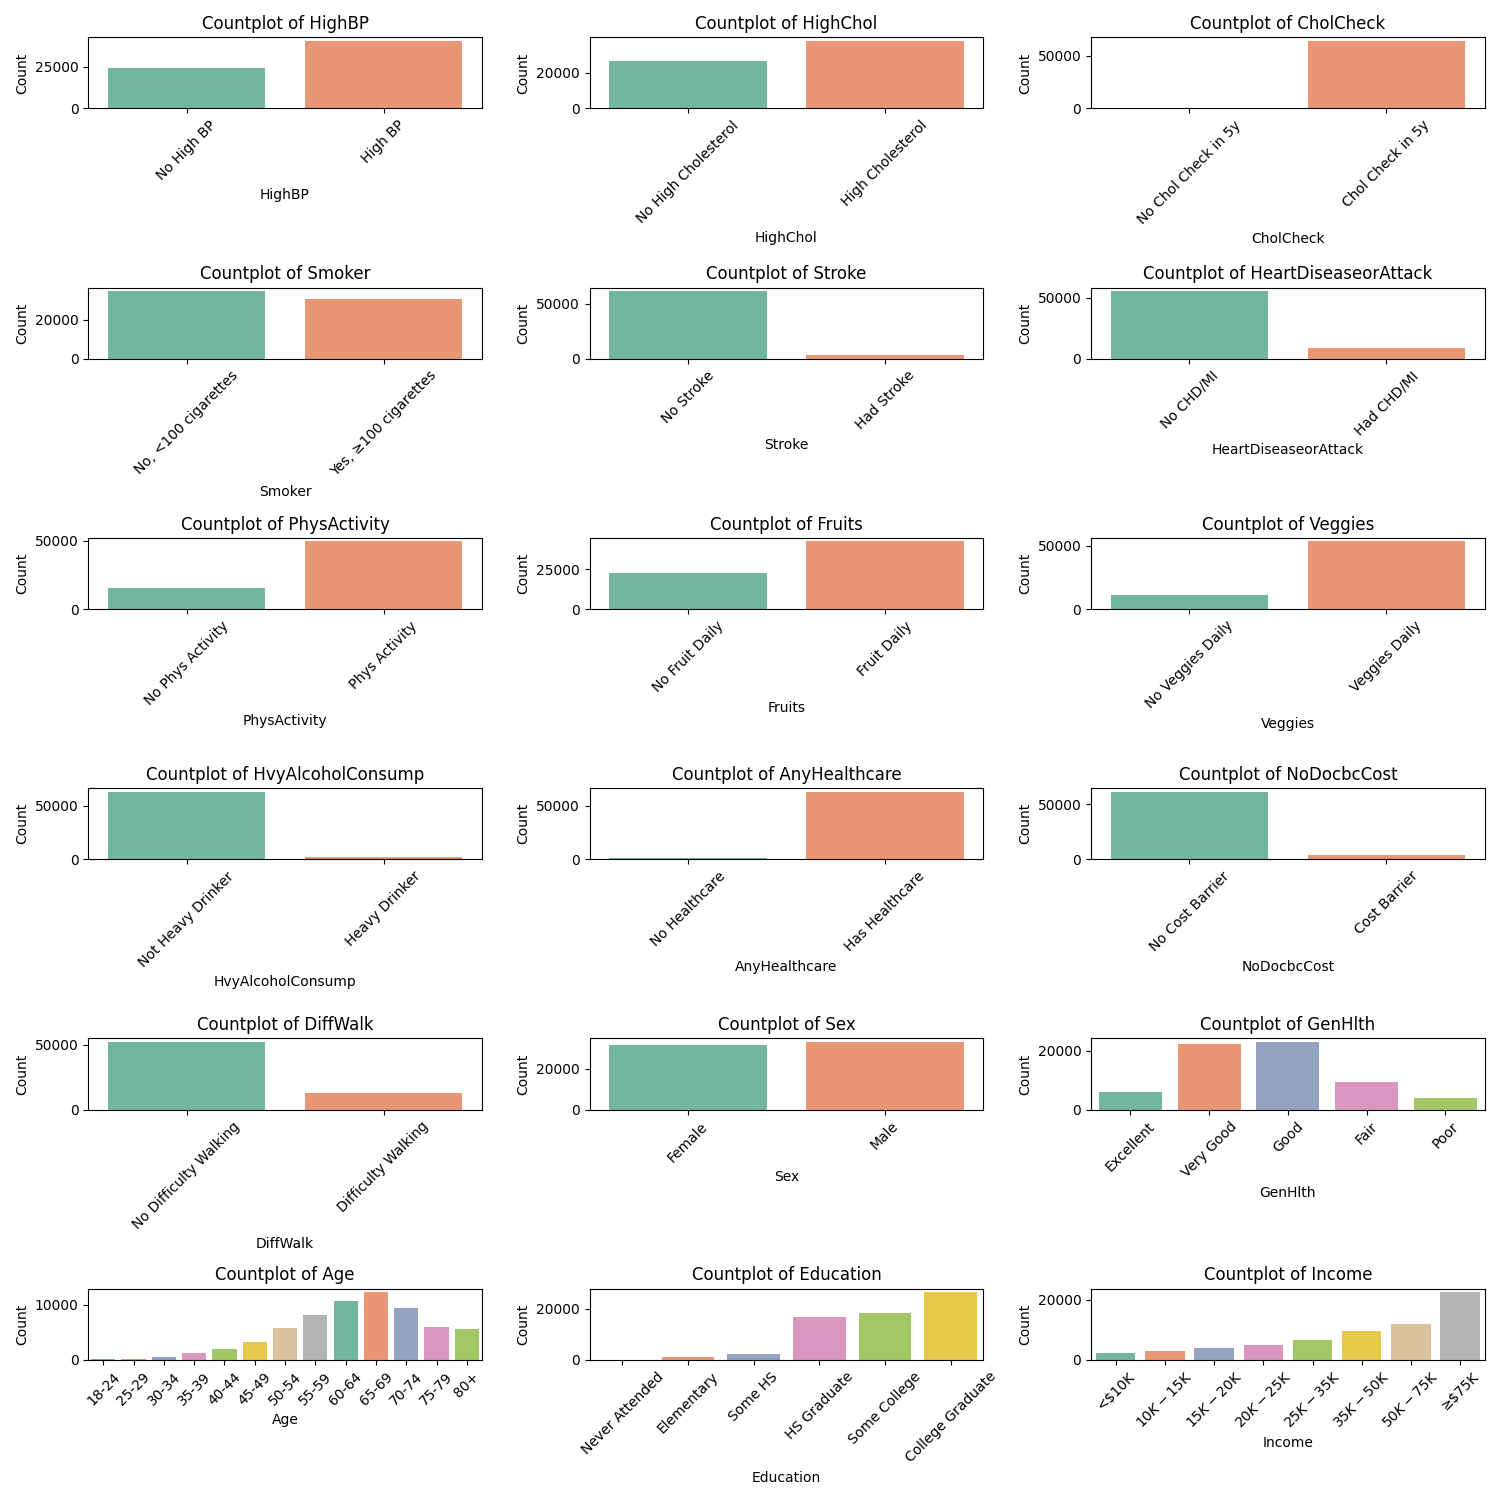 Countplot of HighBP
Count
25000
0
No High BP
High BP
HighBP
Countplot of HighChol
Count
20000
0
No High Cholesterol
High Cholesterol
HighChol
Countplot of CholCheck
Count
50000
0
No Chol Check in 5y
Chol Check in 5y
CholCheck
Countplot of Smoker
Count
20000
0
No, <100 cigarettes
Yes, ≥100 cigarettes
Smoker
Countplot of Stroke
Count
50000
0
No Stroke
Had Stroke
Stroke
Countplot of HeartDiseaseorAttack
Count
50000
0
No CHD/MI
Had CHD/MI
HeartDiseaseorAttack
Countplot of PhysActivity
Count
50000
0
No Phys Activity
Phys Activity
PhysActivity
Countplot of Fruits
Count
25000
0
No Fruit Daily
Fruit Daily
Fruits
Countplot of Veggies
Count
50000
0
No Veggies Daily
Veggies Daily
Veggies
Countplot of HvyAlcoholConsump
Count
50000
0
Not Heavy Drinker
Heavy Drinker
HvyAlcoholConsump
Countplot of AnyHealthcare
Count
50000
0
No Healthcare
Has Healthcare
AnyHealthcare
Countplot of NoDocbcCost
Count
50000
0
No Cost Barrier
Cost Barrier
NoDocbcCost
Countplot of DiffWalk
Count
50000
0
No Difficulty Walking
Difficulty Walking
DiffWalk
Countplot of Sex
Count
20000
0
Female
Male
Sex
Countplot of GenHlth
Count
20000
0
Excellent
Very Good
Good
Fair
Poor
GenHlth
Countplot of Age
Count
10000
0
18-24
25-29
30-34
35-39
40-44
45-49
50-54
55-59
60-64
65-69
70-74
75-79
80+
Age
Countplot of Education
Count
20000
0
Never Attended
Elementary
Some HS
HS Graduate
Some College
College Graduate
Education
Countplot of Income
Count
20000
0
<$10K
10K − 15K
15K − 20K
20K − 25K
25K − 35K
35K − 50K
50K − 75K
≥$75K
Income